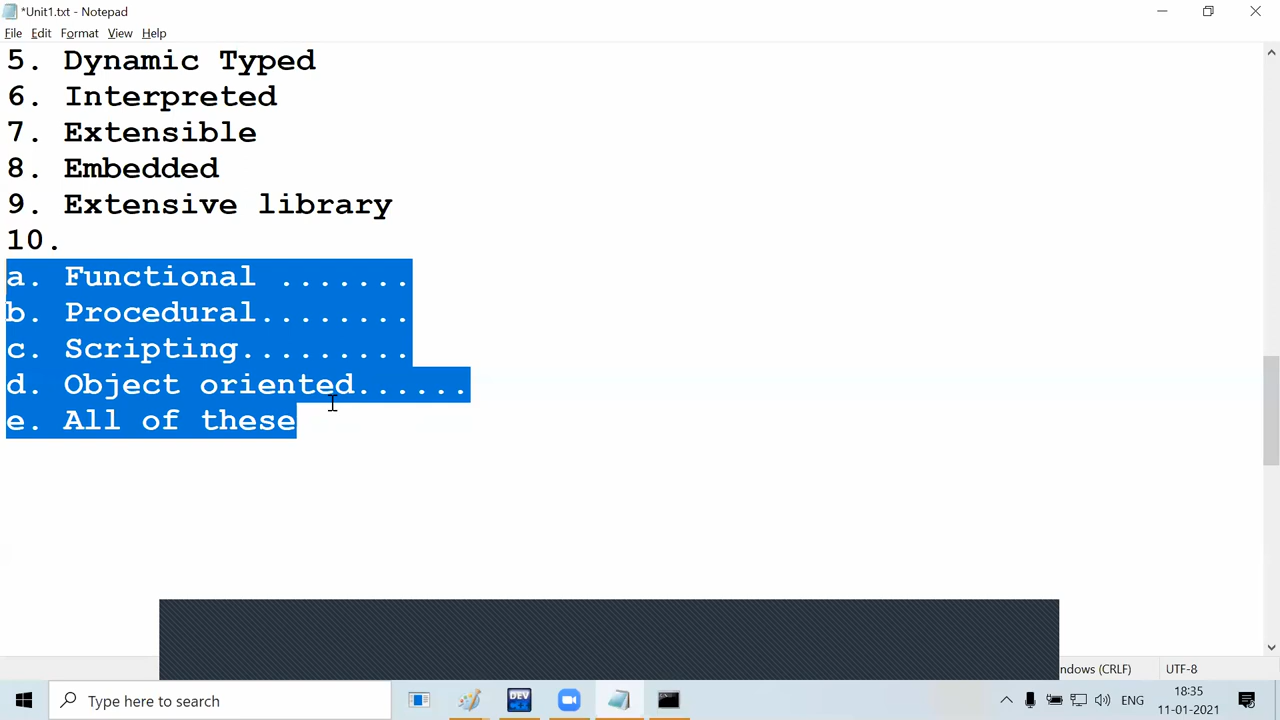 *Unit1.txt - Notepad
File Edit Format View Help
5. Dynamic Typed
6. Interpreted
7. Extensible
8. Embedded
9. Extensive library
10.
a. Functional .......
b. Procedural........
c. Scripting.........
d. Object oriented......
e. All of these
ndows (CRLF) UTF-8
Type here to search
DEV C++
ENG
18:35
11-01-2021